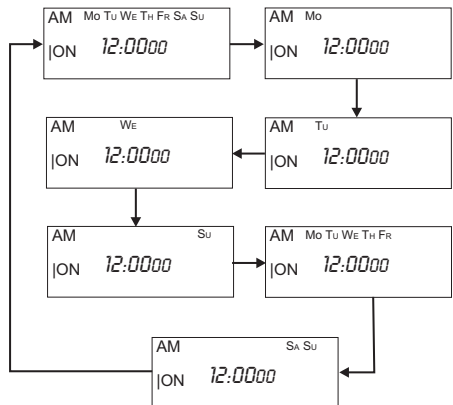 AM Mo Tu We Th Fr Sa Su
|ON 12:0000
AM Mo
|ON 12:0000
AM Tu
|ON 12:0000
AM We
|ON 12:0000
AM Su
|ON 12:0000
AM Mo Tu We Th Fr
|ON 12:0000
AM Sa Su
|ON 12:0000